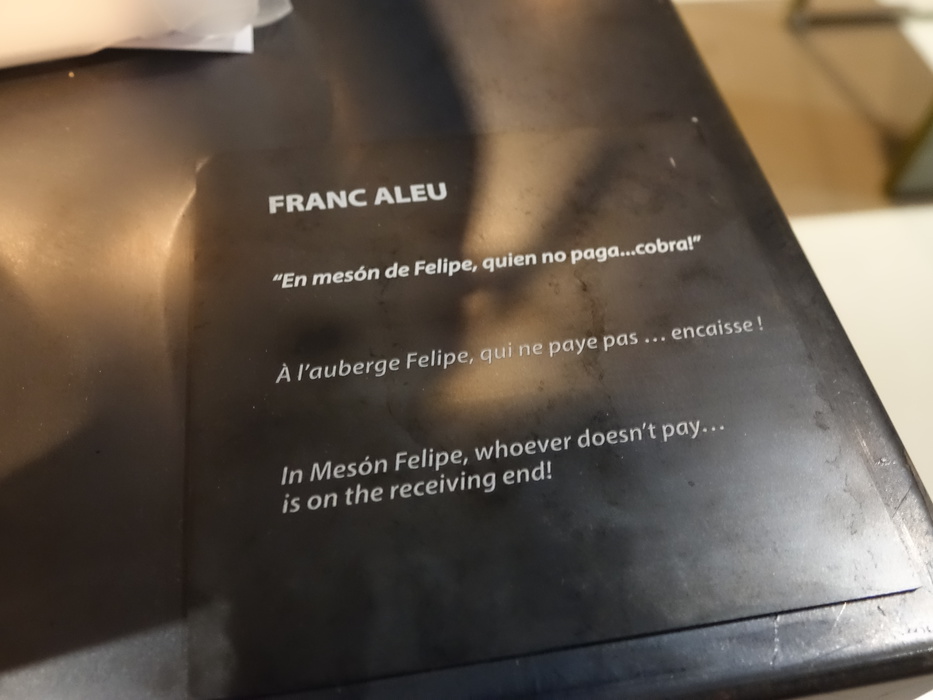 FRANC ALEU
“En mesón de Felipe, quien no paga...cobra!”
À l’auberge Felipe, qui ne paye pas ... encaisse !
In Mesón Felipe, whoever doesn’t pay...
is on the receiving end!